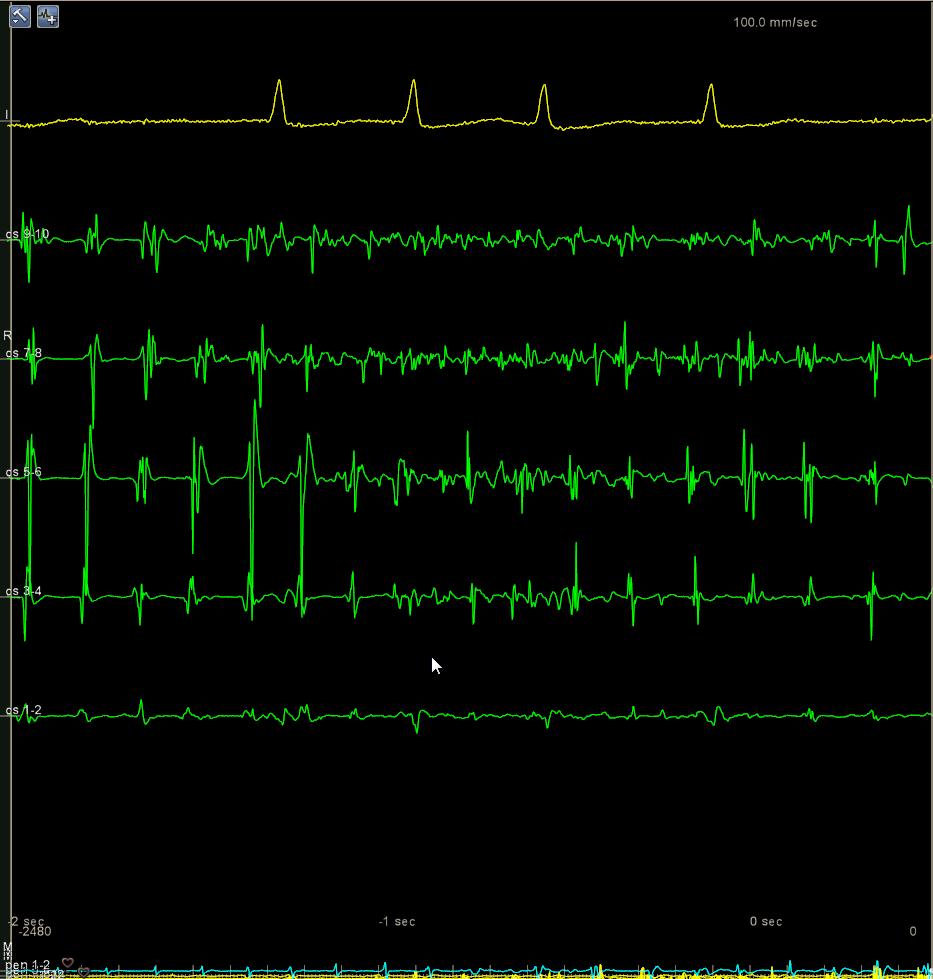 100.0 mm/sec
I
cs 9-10
R
cs 7-8
cs 5-6
cs 3-4
cs 1-2
-2 sec
-1 sec
0 sec
-2480
0
M
pen 1-2